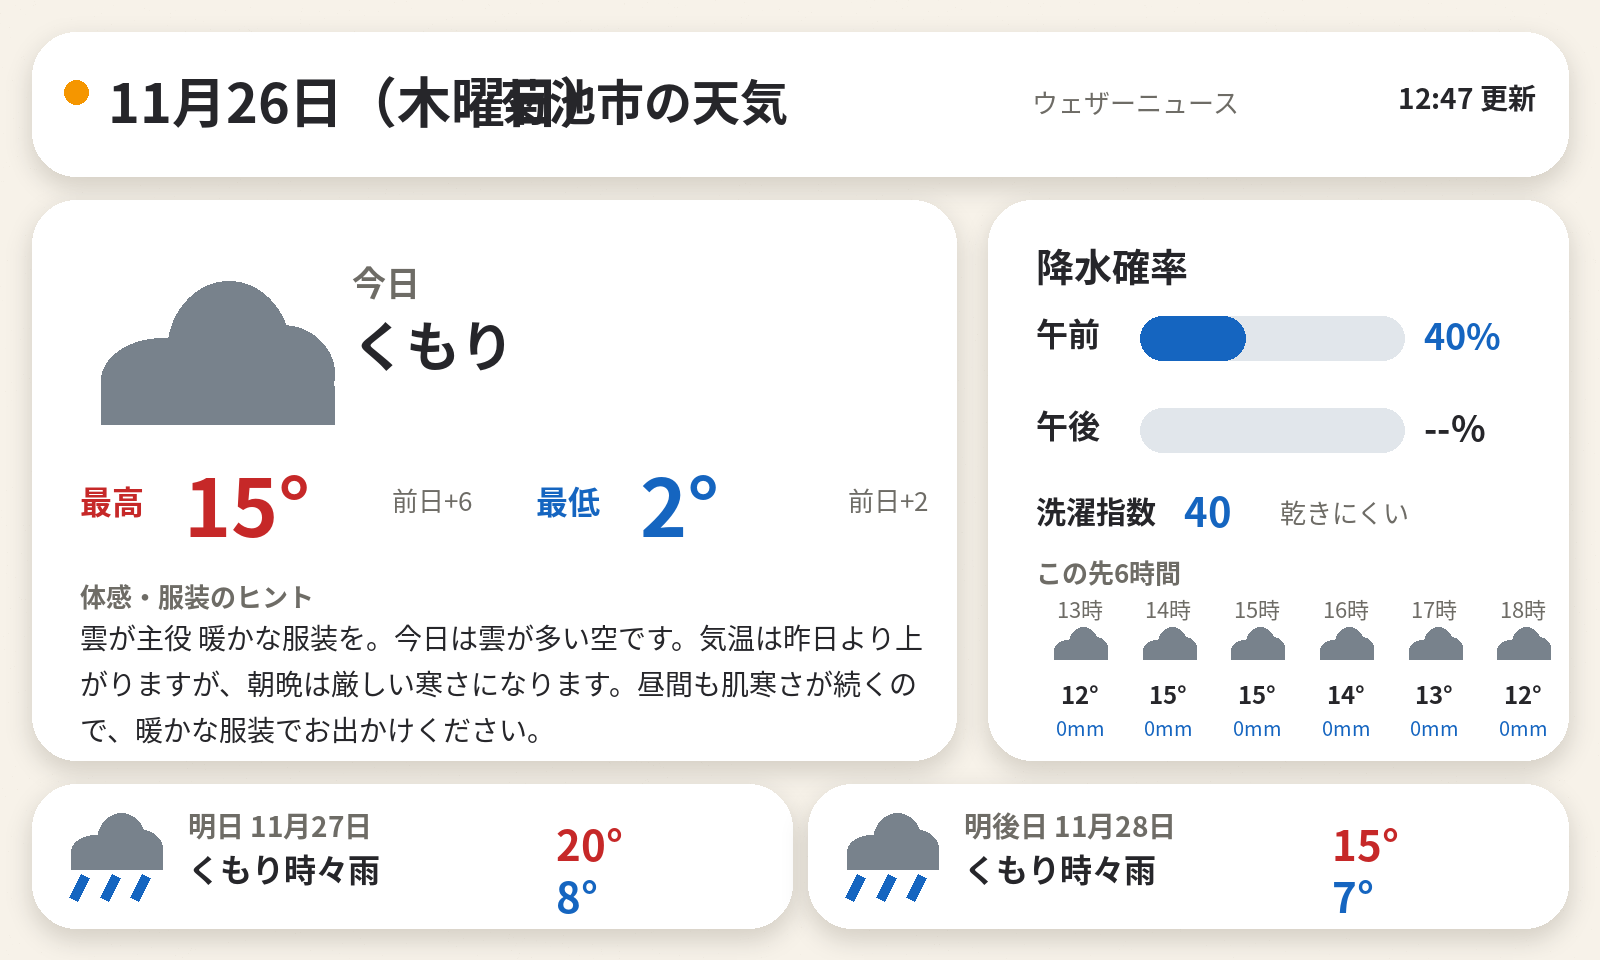 11月26日（木曜日）
菊池市の天気
ウェザーニュース
12:47 更新
今日
くもり
最高 15° 前日+6 最低 2° 前日+2
体感・服装のヒント
雲が主役 暖かな服装を。今日は雲が多い空です。気温は昨日より上
がりますが、朝晩は厳しい寒さになります。昼間も肌寒さが続くの
で、暖かな服装でお出かけください。
降水確率
午前 40%
午後 --%
洗濯指数 40 乾きにくい
この先6時間
13時 14時 15時 16時 17時 18時
12° 15° 15° 14° 13° 12°
0mm 0mm 0mm 0mm 0mm 0mm
明日 11月27日
くもり時々雨
20°
8°
明後日 11月28日
くもり時々雨
15°
7°